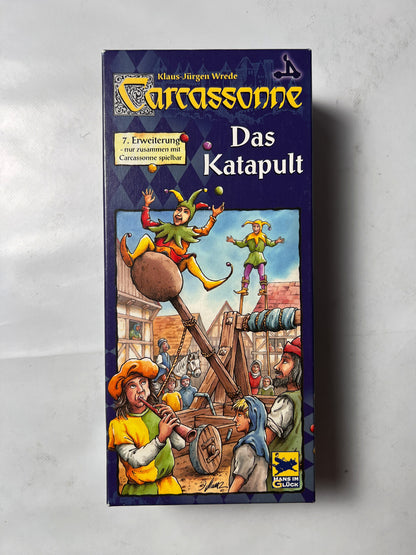 Klaus-Jürgen Wrede
Carcassonne
7. Erweiterung
- nur zusammen mit
Carcassonne spielbar
Das
Katapult
HANS IM
GLÜCK